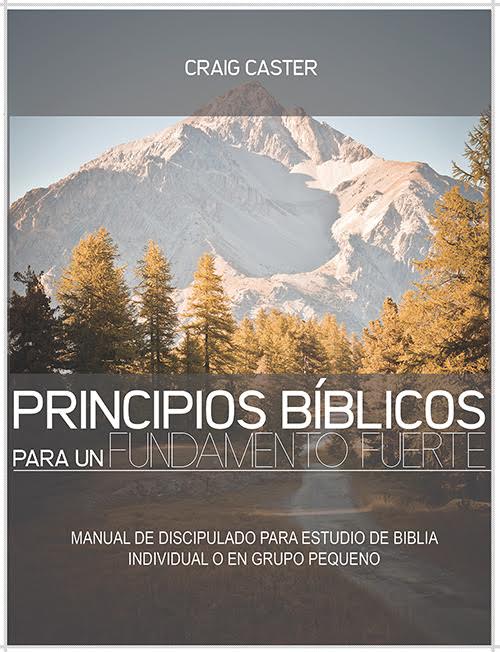 CRAIG CASTER
PRINCIPIOS BÍBLICOS
PARA UN FUNDAMENTO FUERTE
MANUAL DE DISCIPULADO PARA ESTUDIO DE BIBLIA
INDIVIDUAL O EN GRUPO PEQUENO